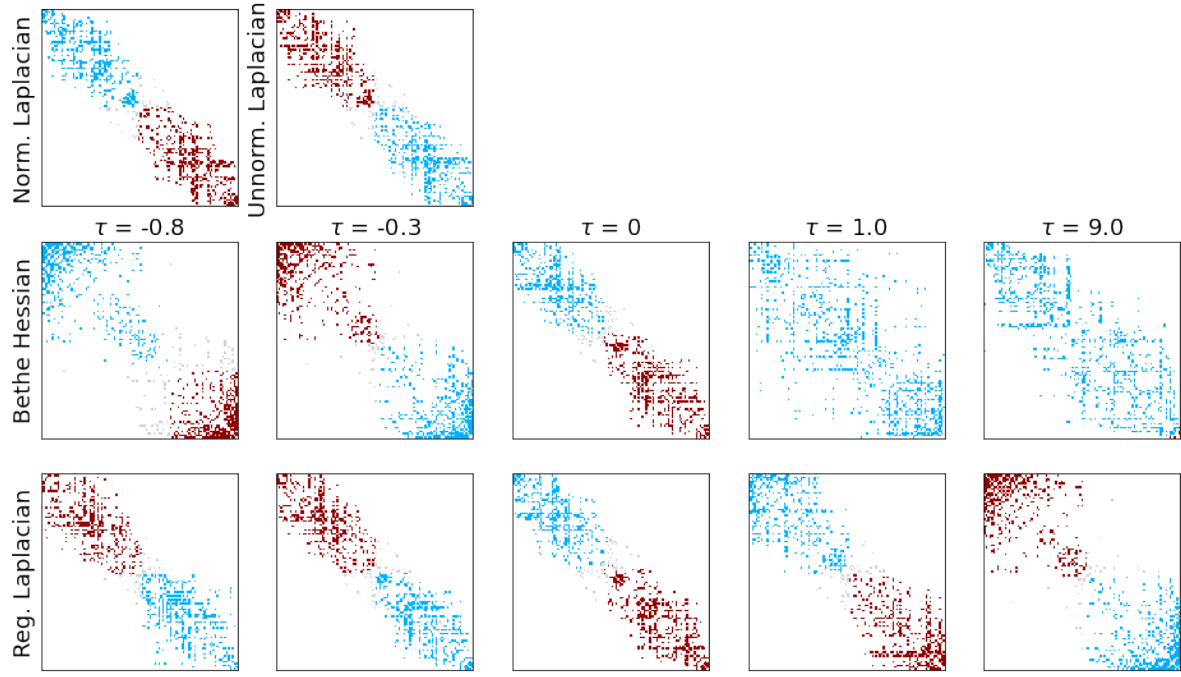 Norm. Laplacian
Unnorm. Laplacian
τ = -0.8
τ = -0.3
τ = 0
τ = 1.0
τ = 9.0
Bethe Hessian
Reg. Laplacian